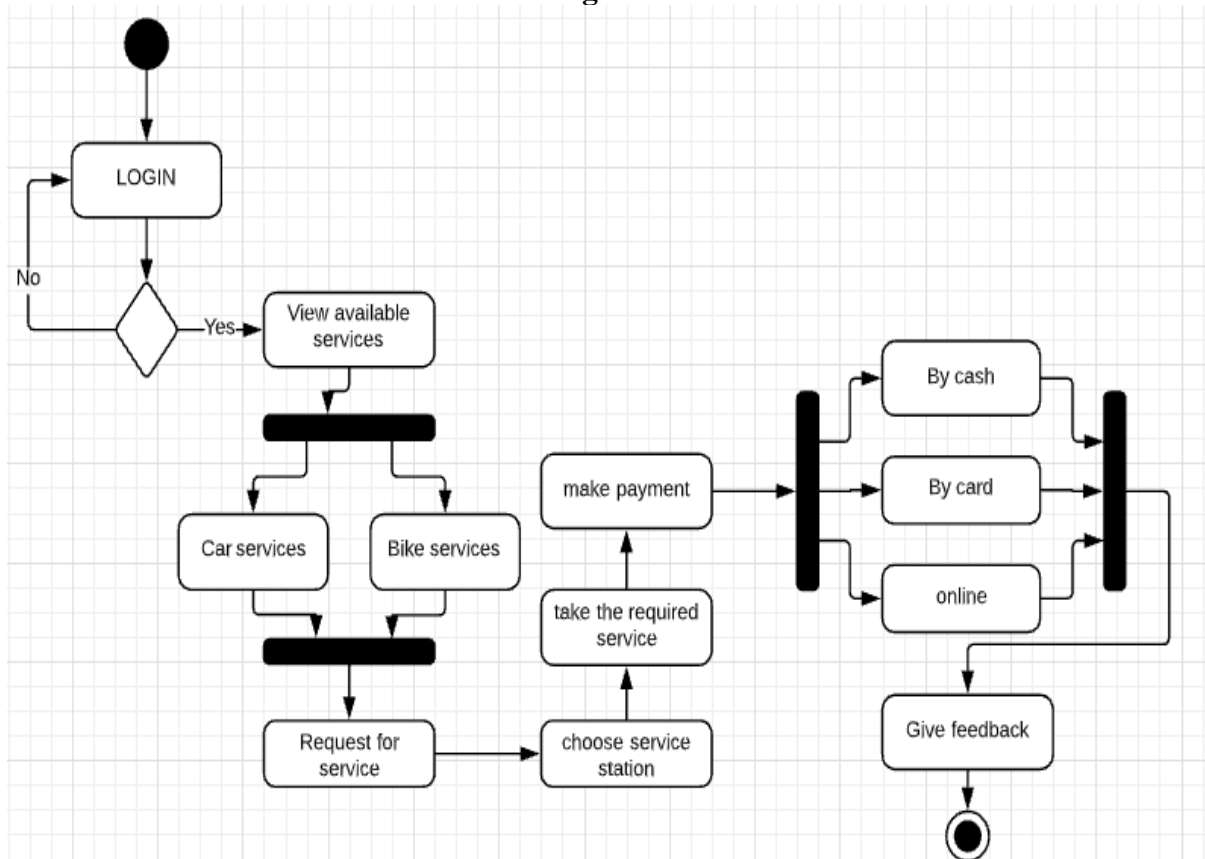 LOGIN
No
Yes
View available
services
Car services
Bike services
Request for
service
choose service
station
take the required
service
make payment
By cash
By card
online
Give feedback